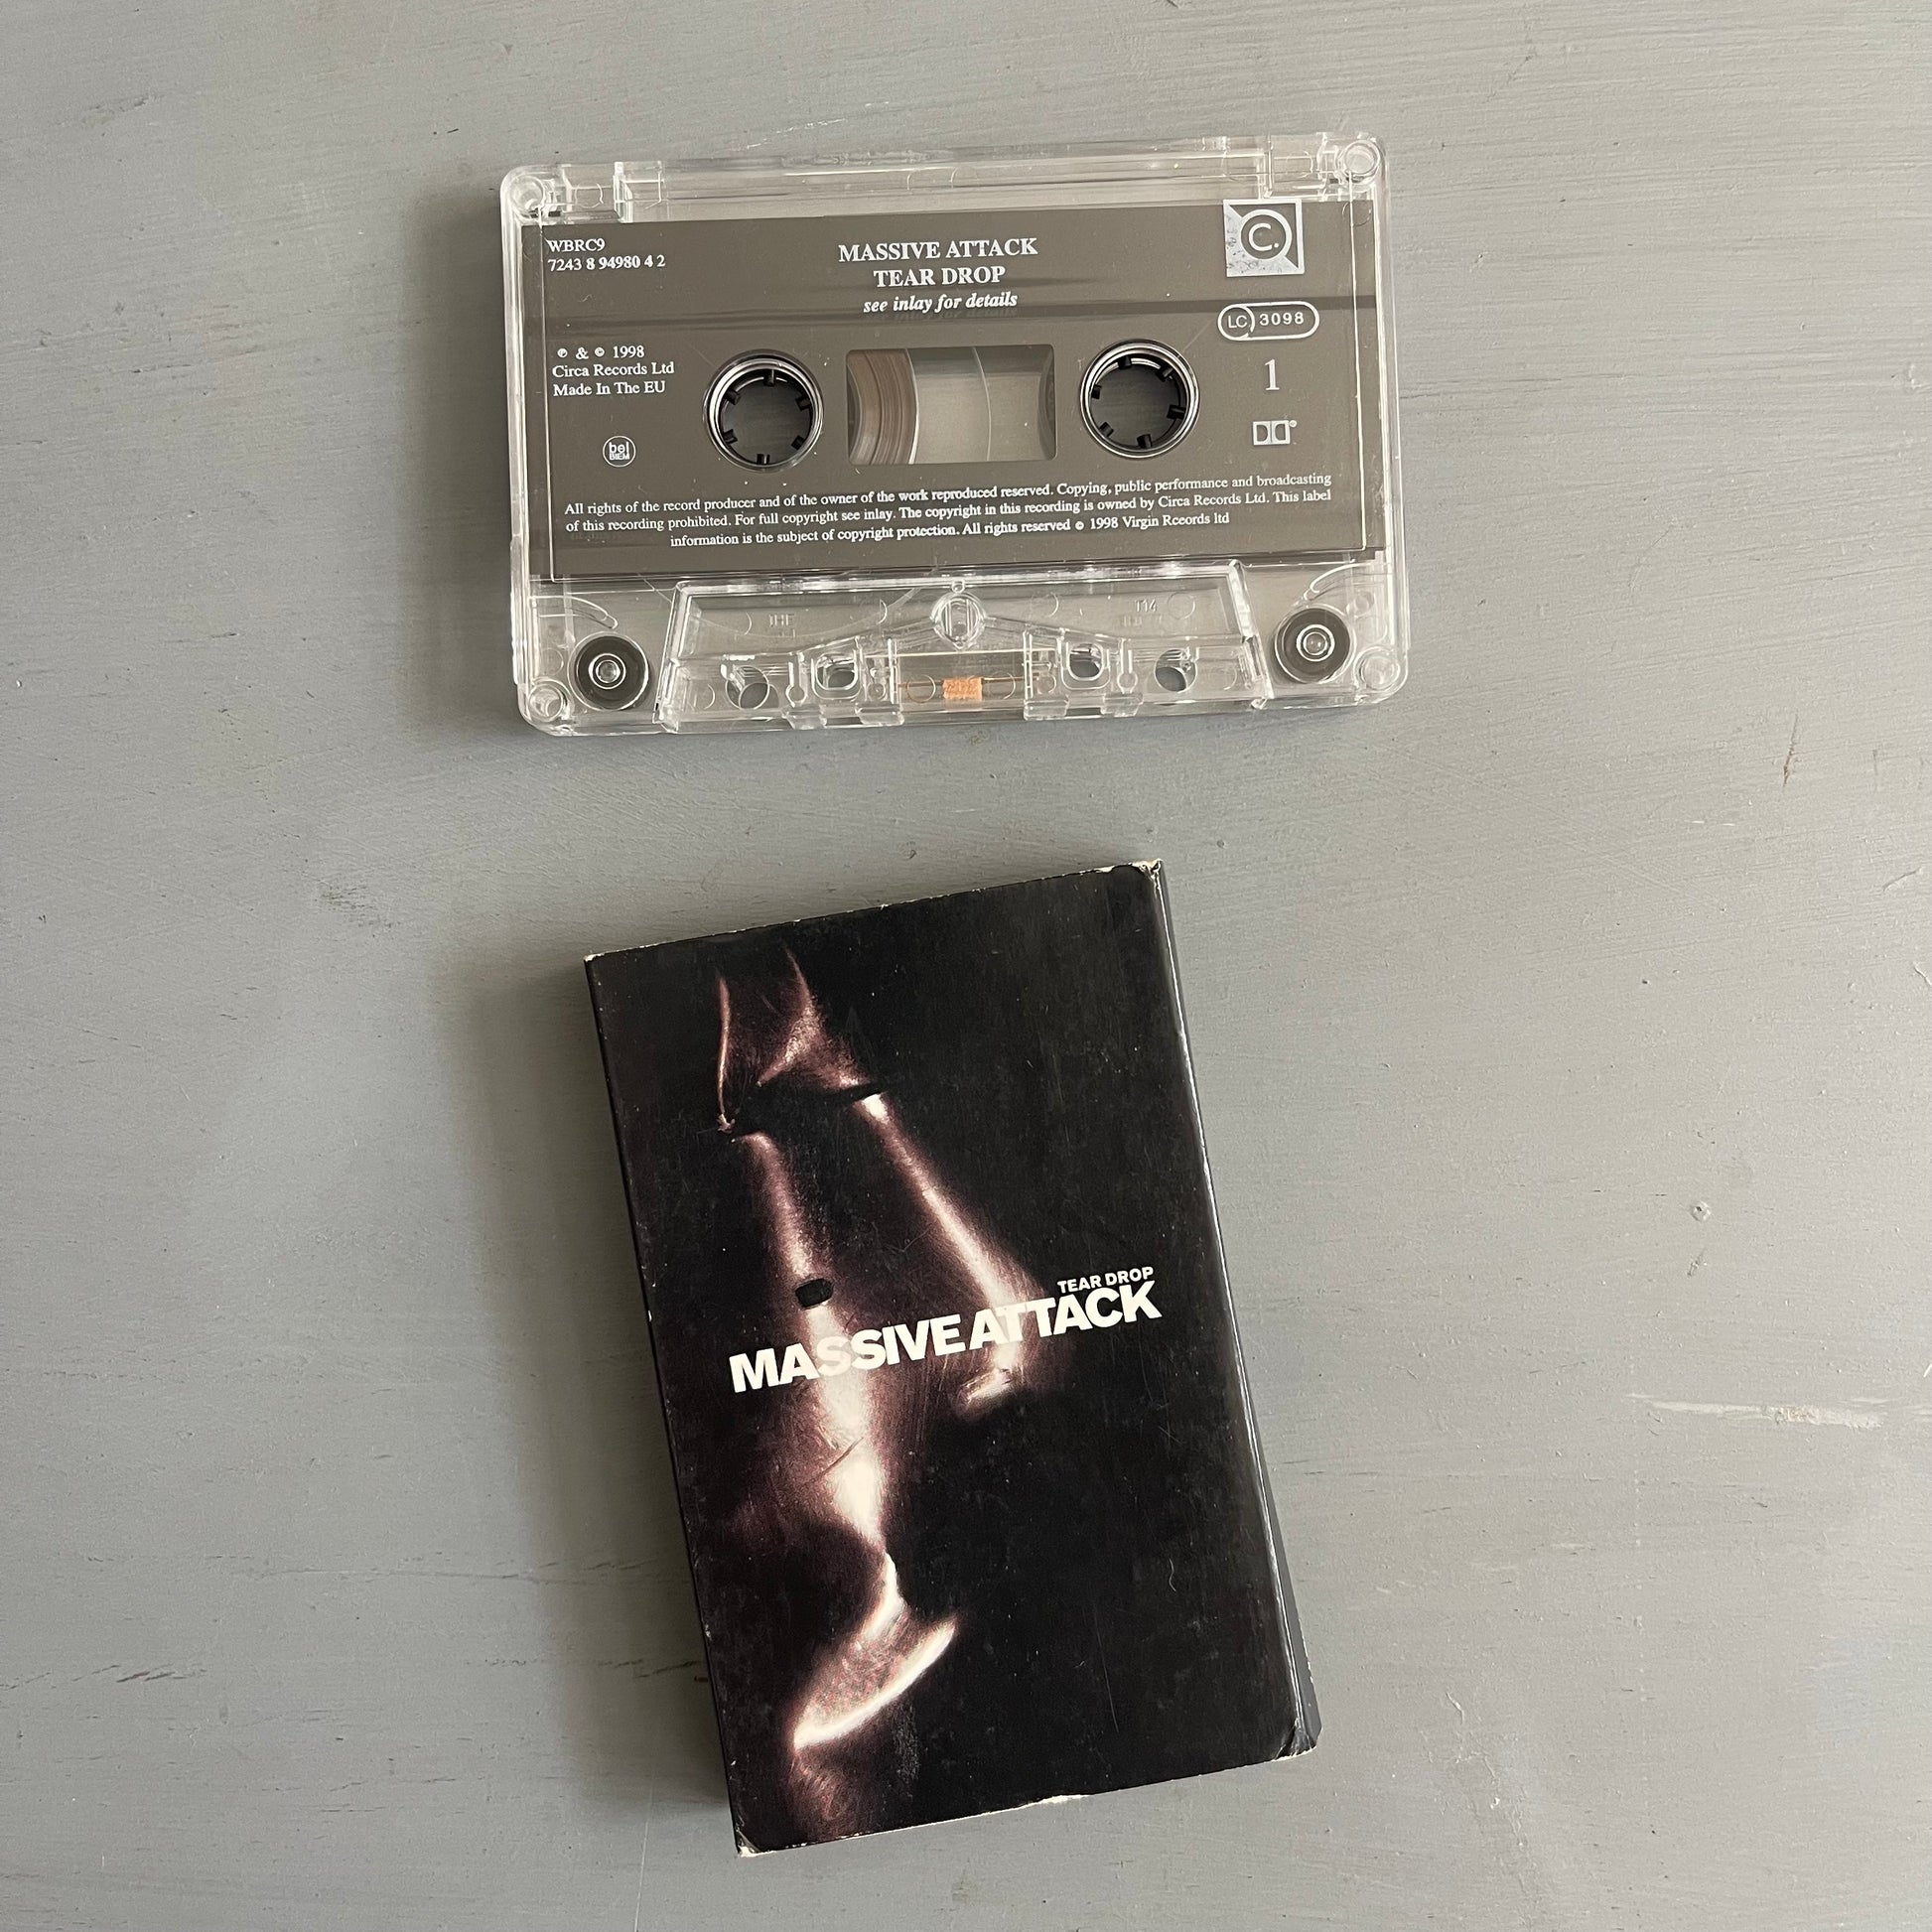 WBRC9
7243 8 94980 4 2
MASSIVE ATTACK
TEAR DROP
see inlay for details
C.
LC 3098
℗ & © 1998
Circa Records Ltd
Made In The EU
1
bel
BIEM
All rights of the record producer and of the owner of the work reproduced reserved. Copying, public performance and broadcasting
of this recording prohibited. For full copyright see inlay. The copyright in this recording is owned by Circa Records Ltd. This label
information is the subject of copyright protection. All rights reserved © 1998 Virgin Rceords ltd
TEAR DROP
MASSIVE ATTACK